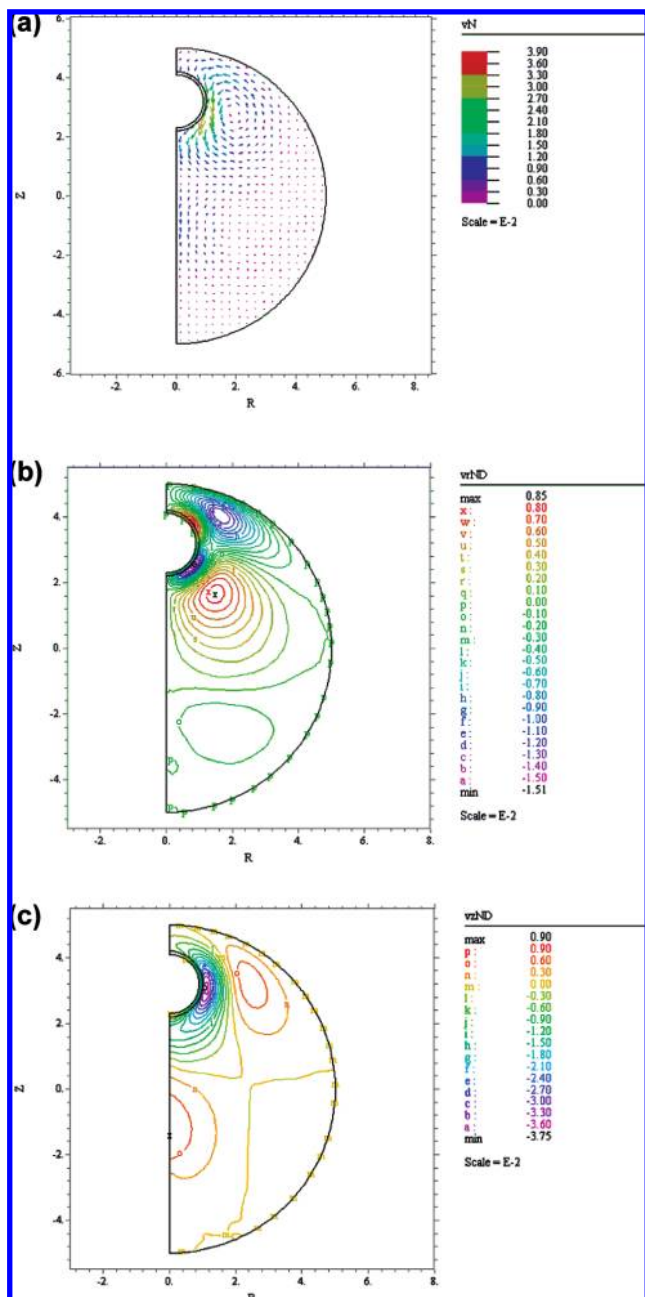 (a)
vN
6.
4.
2.
Z
0.
-2.
-4.
-6.
-2. 0. 2. 4. 6. 8.
R
3.90
3.60
3.30
3.00
2.70
2.40
2.10
1.80
1.50
1.20
0.90
0.60
0.30
0.00
Scale = E-2
(b)
vrND
4.
2.
Z
0.
-2.
-4.
-2. 0. 2. 4. 6. 8.
R
max 0.85
x : 0.80
w : 0.70
v : 0.60
u : 0.50
t : 0.40
s : 0.30
r : 0.20
q : 0.10
p : 0.00
o : -0.10
n : -0.20
m : -0.30
l : -0.40
k : -0.50
j : -0.60
i : -0.70
h : -0.80
g : -0.90
f : -1.00
e : -1.10
d : -1.20
c : -1.30
b : -1.40
a : -1.50
min -1.51
Scale = E-2
(c)
vzND
4.
2.
Z
0.
-2.
-4.
-2. 0. 2. 4. 6. 8.
max 0.90
p : 0.90
o : 0.60
n : 0.30
m : 0.00
l : -0.30
k : -0.60
j : -0.90
i : -1.20
h : -1.50
g : -1.80
f : -2.10
e : -2.40
d : -2.70
c : -3.00
b : -3.30
a : -3.60
min -3.75
Scale = E-2